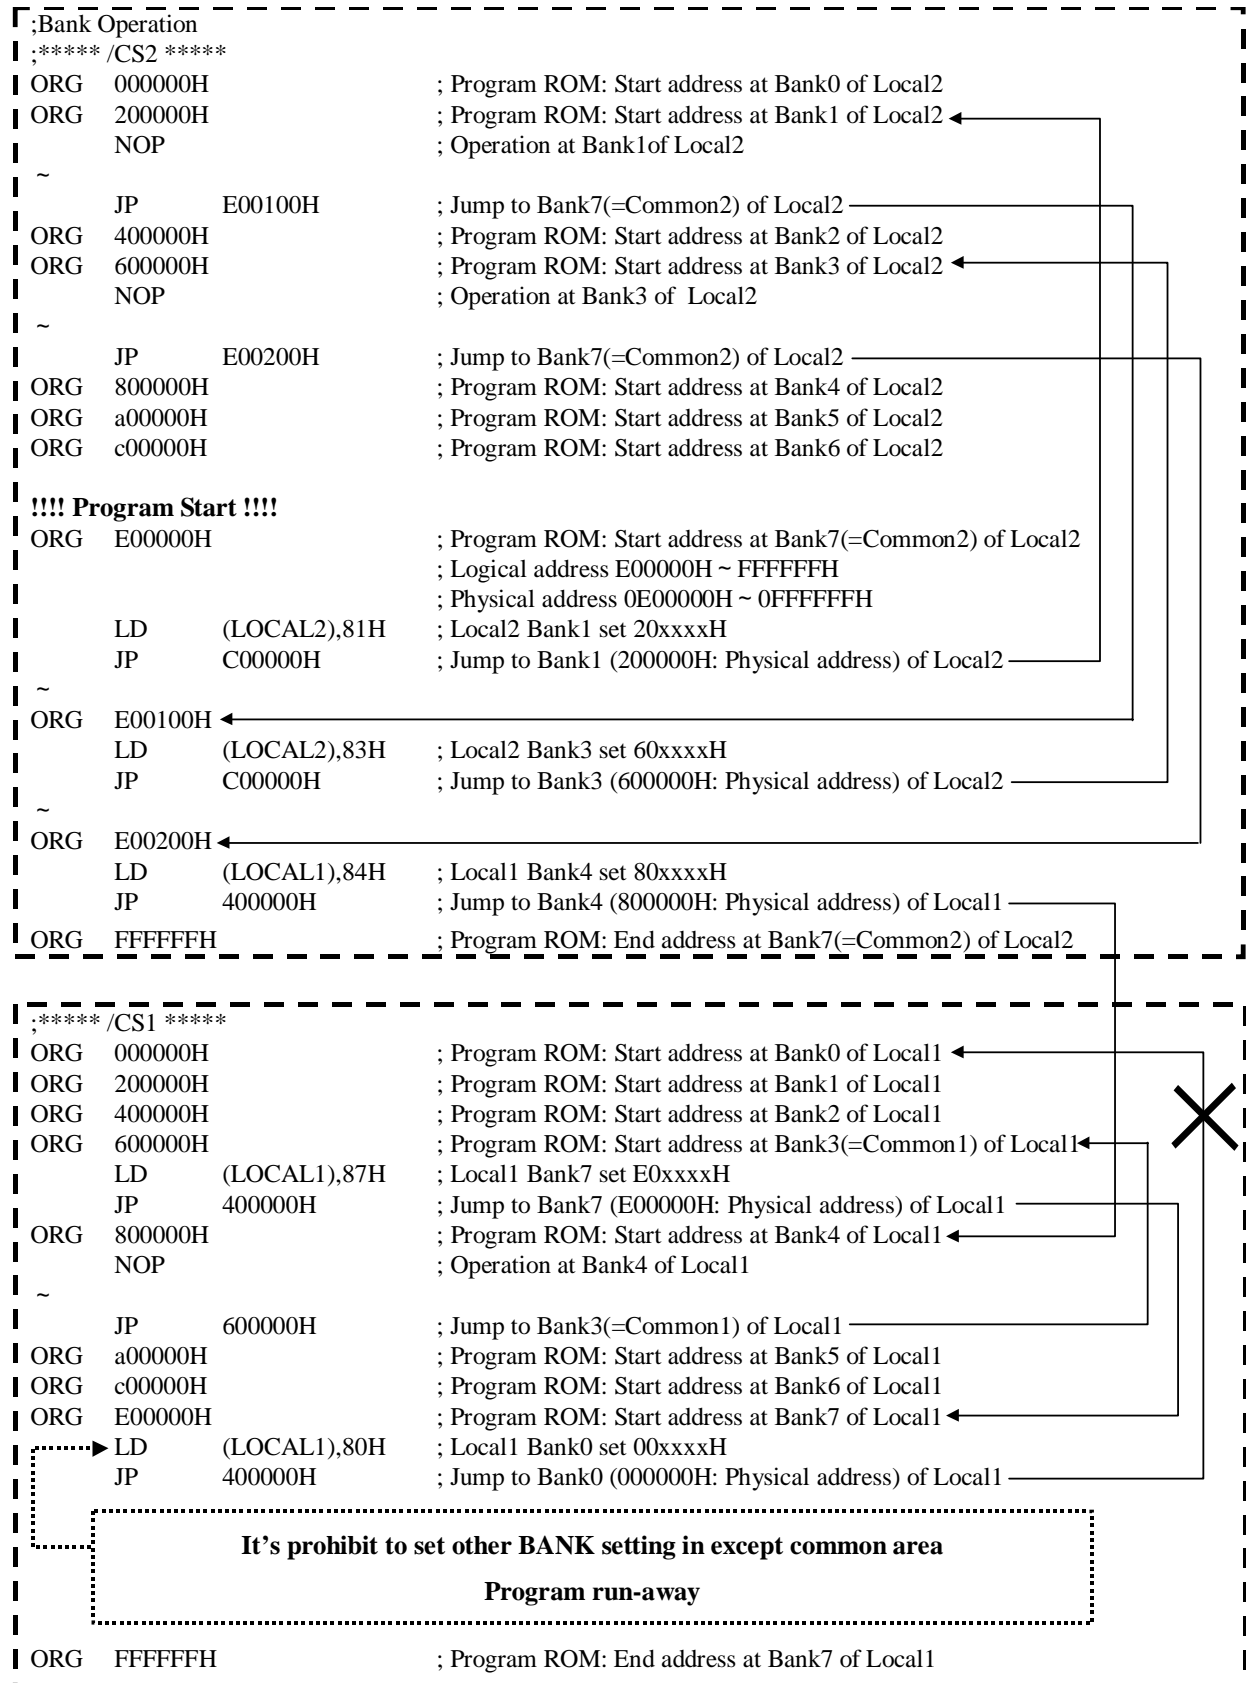 ;Bank Operation
;***** /CS2 *****
ORG 000000H ; Program ROM: Start address at Bank0 of Local2
ORG 200000H ; Program ROM: Start address at Bank1 of Local2
NOP ; Operation at Bank1of Local2
~
JP E00100H ; Jump to Bank7(=Common2) of Local2
ORG 400000H ; Program ROM: Start address at Bank2 of Local2
ORG 600000H ; Program ROM: Start address at Bank3 of Local2
NOP ; Operation at Bank3 of Local2
~
JP E00200H ; Jump to Bank7(=Common2) of Local2
ORG 800000H ; Program ROM: Start address at Bank4 of Local2
ORG a00000H ; Program ROM: Start address at Bank5 of Local2
ORG c00000H ; Program ROM: Start address at Bank6 of Local2
!!!! Program Start !!!!
ORG E00000H ; Program ROM: Start address at Bank7(=Common2) of Local2
; Logical address E00000H ~ FFFFFFH
; Physical address 0E00000H ~ 0FFFFFFH
LD (LOCAL2),81H ; Local2 Bank1 set 20xxxxH
JP C00000H ; Jump to Bank1 (200000H: Physical address) of Local2
~
ORG E00100H
LD (LOCAL2),83H ; Local2 Bank3 set 60xxxxH
JP C00000H ; Jump to Bank3 (600000H: Physical address) of Local2
~
ORG E00200H
LD (LOCAL1),84H ; Local1 Bank4 set 80xxxxH
JP 400000H ; Jump to Bank4 (800000H: Physical address) of Local1
ORG FFFFFFH ; Program ROM: End address at Bank7(=Common2) of Local2
;***** /CS1 *****
ORG 000000H ; Program ROM: Start address at Bank0 of Local1
ORG 200000H ; Program ROM: Start address at Bank1 of Local1
ORG 400000H ; Program ROM: Start address at Bank2 of Local1
ORG 600000H ; Program ROM: Start address at Bank3(=Common1) of Local1
LD (LOCAL1),87H ; Local1 Bank7 set E0xxxxH
JP 400000H ; Jump to Bank7 (E00000H: Physical address) of Local1
ORG 800000H ; Program ROM: Start address at Bank4 of Local1
NOP ; Operation at Bank4 of Local1
~
JP 600000H ; Jump to Bank3(=Common1) of Local1
ORG a00000H ; Program ROM: Start address at Bank5 of Local1
ORG c00000H ; Program ROM: Start address at Bank6 of Local1
ORG E00000H ; Program ROM: Start address at Bank7 of Local1
LD (LOCAL1),80H ; Local1 Bank0 set 00xxxxH
JP 400000H ; Jump to Bank0 (000000H: Physical address) of Local1
It's prohibit to set other BANK setting in except common area
Program run-away
ORG FFFFFFH ; Program ROM: End address at Bank7 of Local1